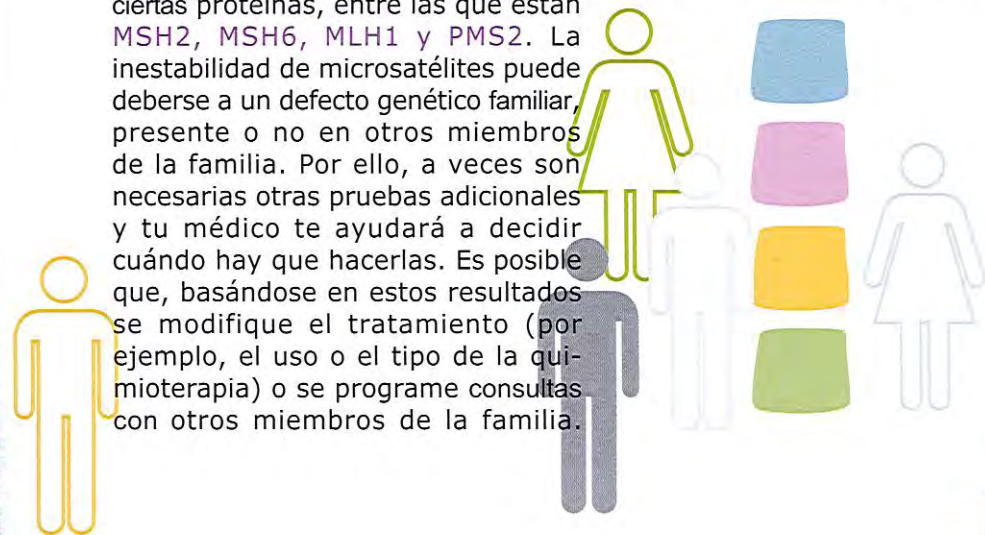 ciertas proteínas, entre las que están
MSH2, MSH6, MLH1 y PMS2. La
inestabilidad de microsatélites puede
deberse a un defecto genético familiar,
presente o no en otros miembros
de la familia. Por ello, a veces son
necesarias otras pruebas adicionales
y tu médico te ayudará a decidir
cuándo hay que hacerlas. Es posible
que, basándose en estos resultados
se modifique el tratamiento (por
ejemplo, el uso o el tipo de la qui-
mioterapia) o se programe consultas
con otros miembros de la familia.